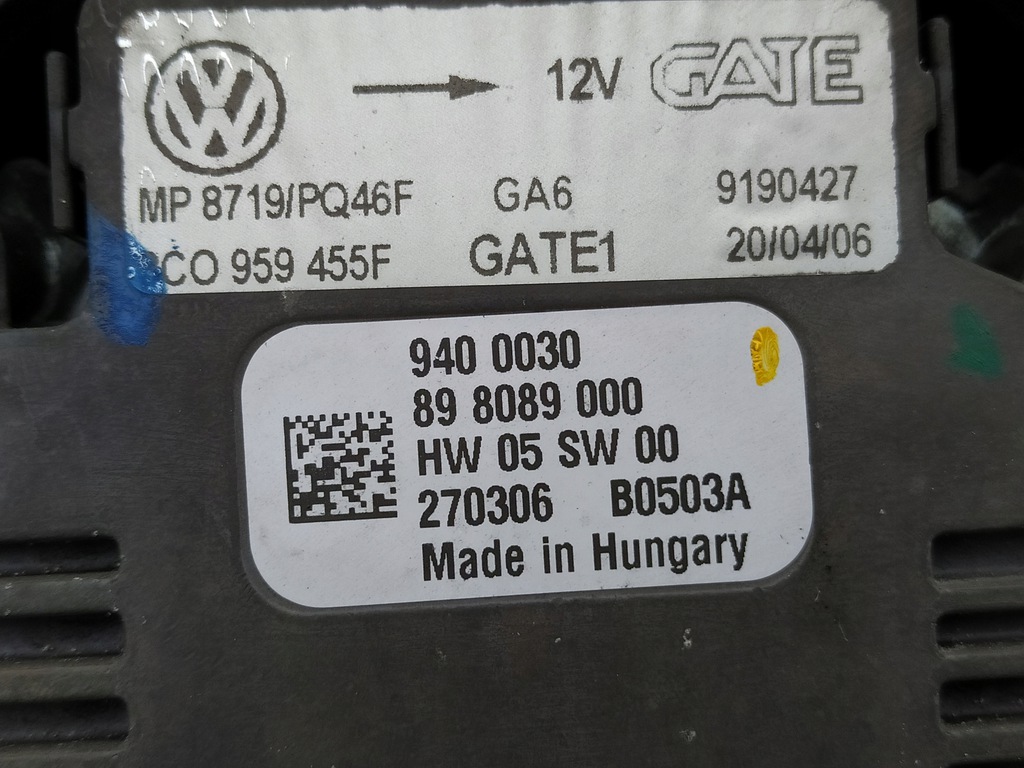 12V GATE
MP 8719/PQ46F GA6 9190427
959 455F GATE1 20/04/06
940 0030
89 8089 000
HW 05 SW 00
270306 B0503A
Made in Hungary